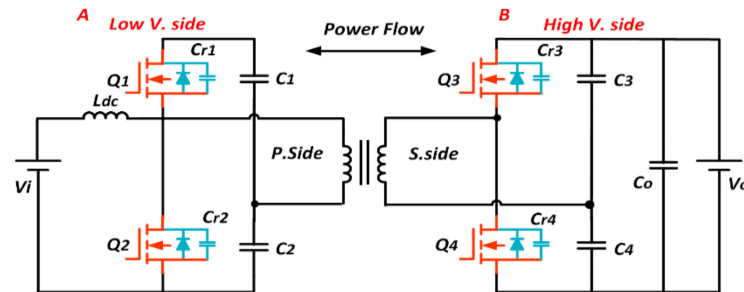 A
Low V. side
Power Flow
B
High V. side
Cr1
Q1
C1
Ldc
Cr3
Q3
C3
P.Side
S.side
Vi
Co
Vo
Cr2
Q2
C2
Cr4
Q4
C4